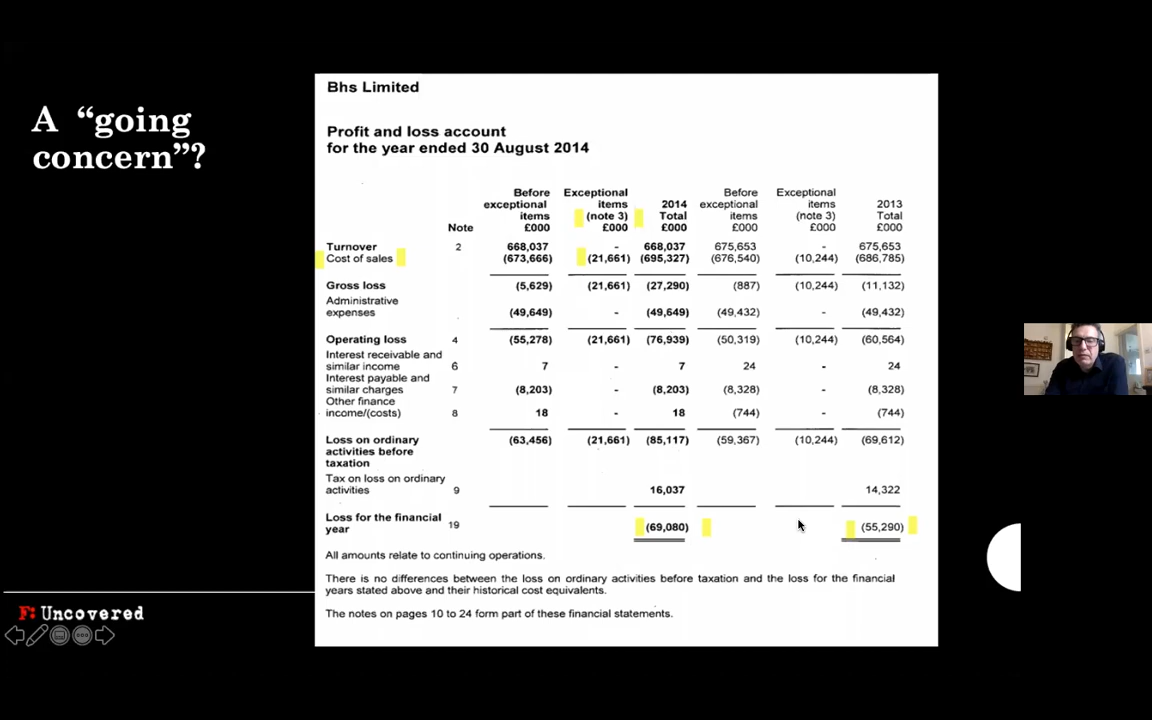 A “going
concern”?
Bhs Limited
Profit and loss account
for the year ended 30 August 2014
Before Exceptional Before Exceptional
exceptional items 2014 exceptional items 2013
items (note 3) Total items (note 3) Total
Note £000 £000 £000 £000 £000 £000
Turnover 2 668,037 - 668,037 675,653 - 675,653
Cost of sales (673,666) (21,661) (695,327) (676,540) (10,244) (686,785)
Gross loss (5,629) (21,661) (27,290) (887) (10,244) (11,132)
Administrative
expenses (49,649) - (49,649) (49,432) - (49,432)
Operating loss 4 (55,278) (21,661) (76,939) (50,319) (10,244) (60,564)
Interest receivable and
similar income 6 7 - 7 24 - 24
Interest payable and
similar charges 7 (8,203) - (8,203) (8,328) - (8,328)
Other finance
income/(costs) 8 18 - 18 (744) - (744)
Loss on ordinary (63,456) (21,661) (85,117) (59,367) (10,244) (69,612)
activities before
taxation
Tax on loss on ordinary
activities 9 16,037 14,322
Loss for the financial
year 19 (69,080) (55,290)
All amounts relate to continuing operations.
There is no differences between the loss on ordinary activities before taxation and the loss for the financial
years stated above and their historical cost equivalents.
The notes on pages 10 to 24 form part of these financial statements.
F: Uncovered